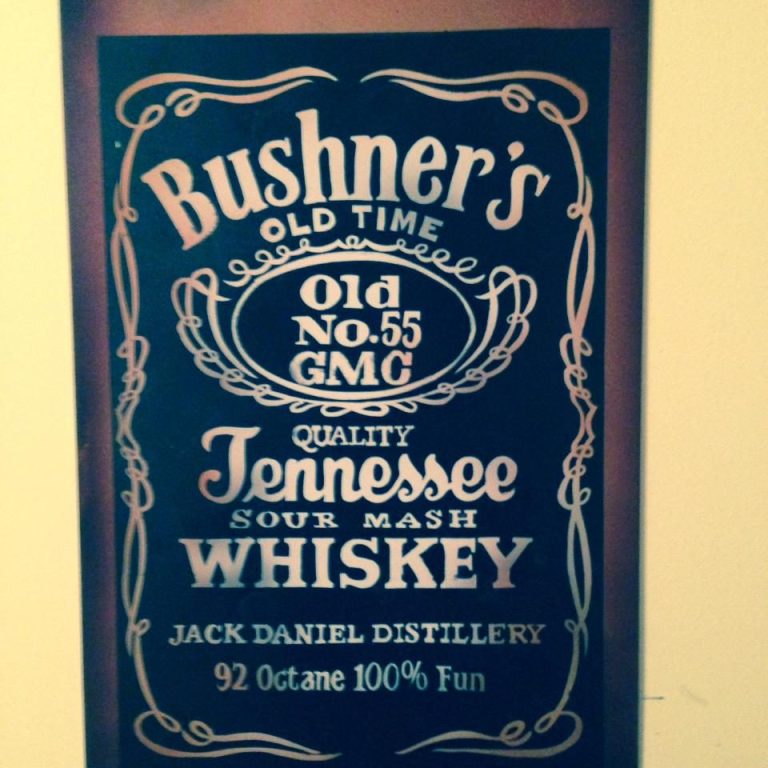 Bushner's
OLD TIME
Old
No.55
GMC
QUALITY
Tennessee
SOUR MASH
WHISKEY
JACK DANIEL DISTILLERY
92 Octane 100% Fun